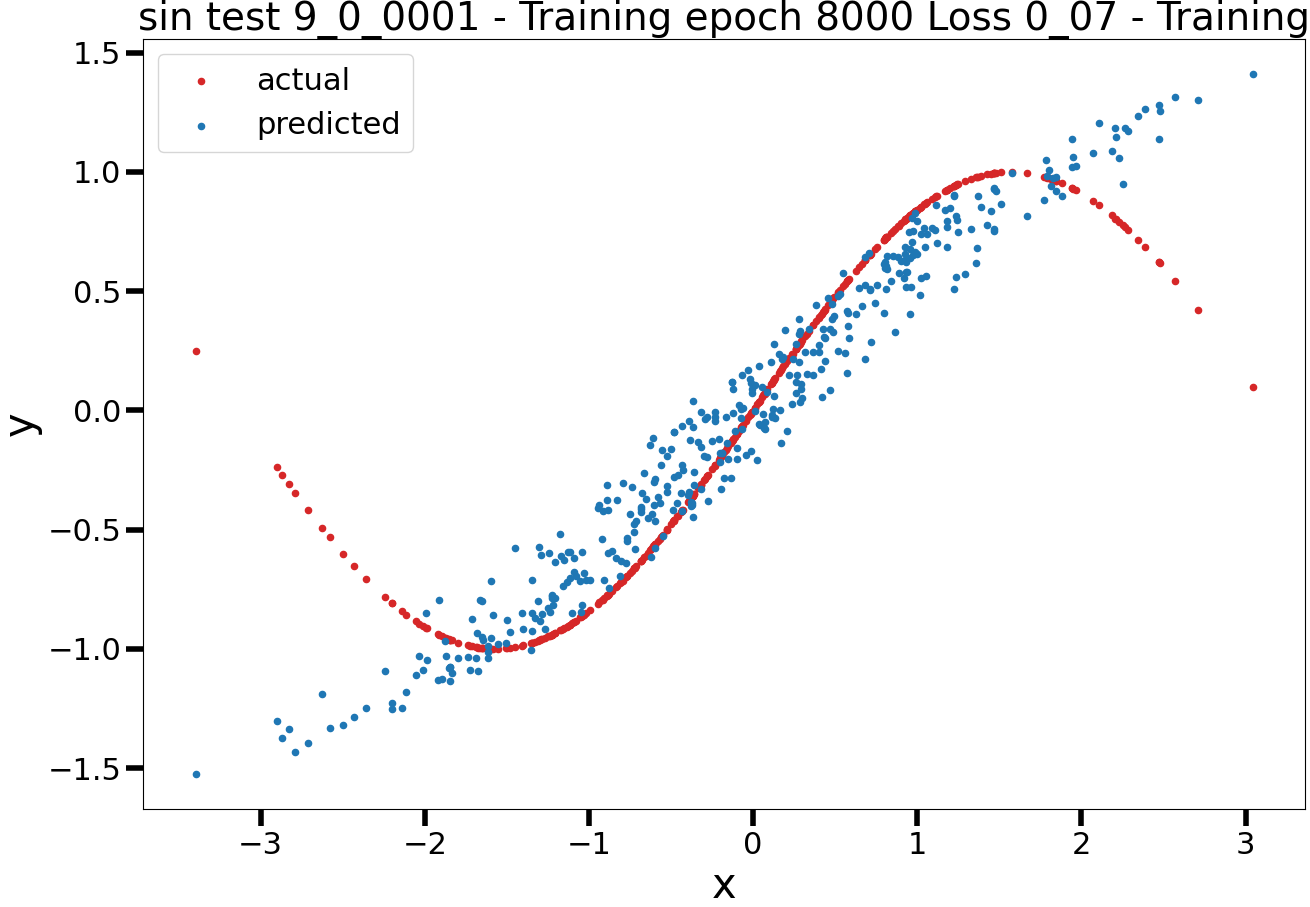 sin test 9_0_0001 - Training epoch 8000 Loss 0_07 - Training
actual
predicted
1.5
1.0
0.5
0.0
−0.5
−1.0
−1.5
y
−3 −2 −1 0 1 2 3
x